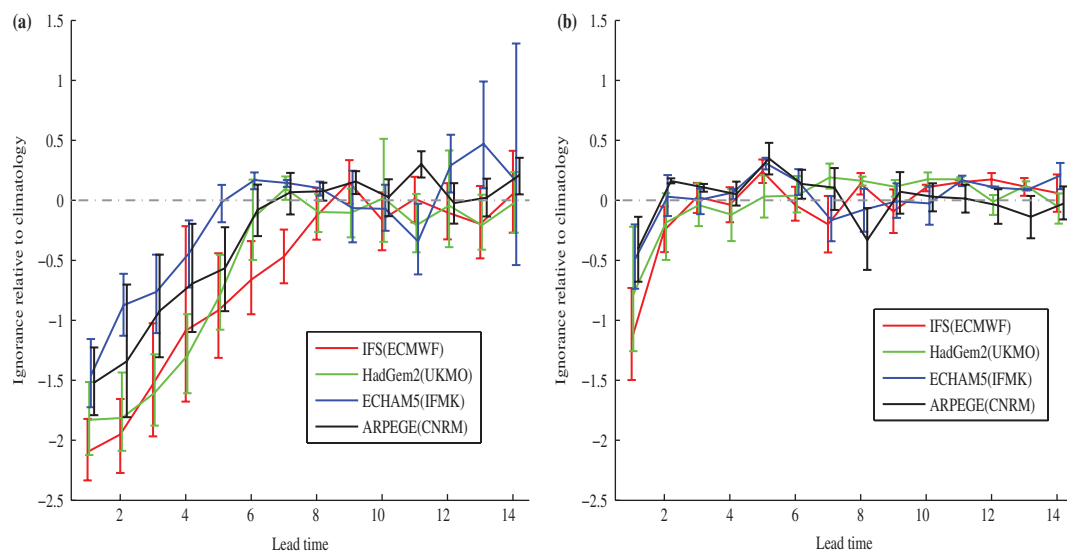 (a)
1.5
1
0.5
0
−0.5
−1
−1.5
−2
−2.5
Ignorance relative to climatology
2 4 6 8 10 12 14
Lead time
IFS(ECMWF)
HadGem2(UKMO)
ECHAM5(IFMK)
ARPEGE(CNRM)
(b)
1.5
1
0.5
0
−0.5
−1
−1.5
−2
−2.5
Ignorance relative to climatology
2 4 6 8 10 12 14
Lead time
IFS(ECMWF)
HadGem2(UKMO)
ECHAM5(IFMK)
ARPEGE(CNRM)